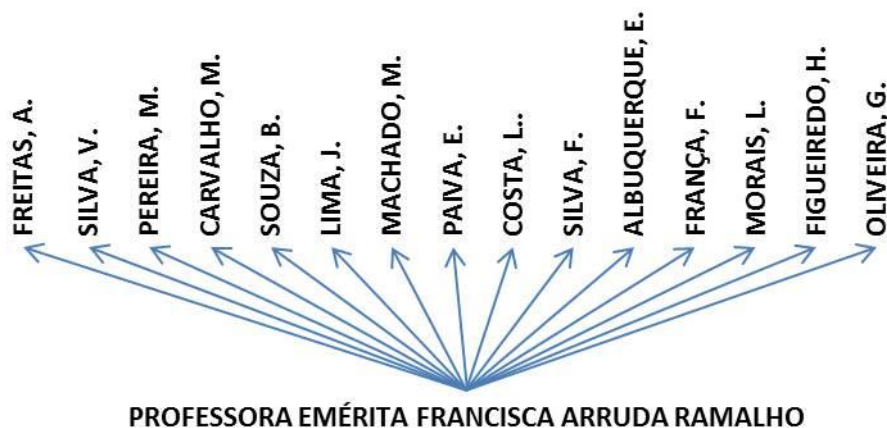 FREITAS, A.
SILVA, V.
PEREIRA, M.
CARVALHO, M.
SOUZA, B.
LIMA, J.
MACHADO, M.
PAIVA, E.
COSTA, L..
SILVA, F.
ALBUQUERQUE, E.
FRANÇA, F.
MORAIS, L.
FIGUEIREDO, H.
OLIVEIRA, G.
PROFESSORA EMÉRITA FRANCISCA ARRUDA RAMALHO